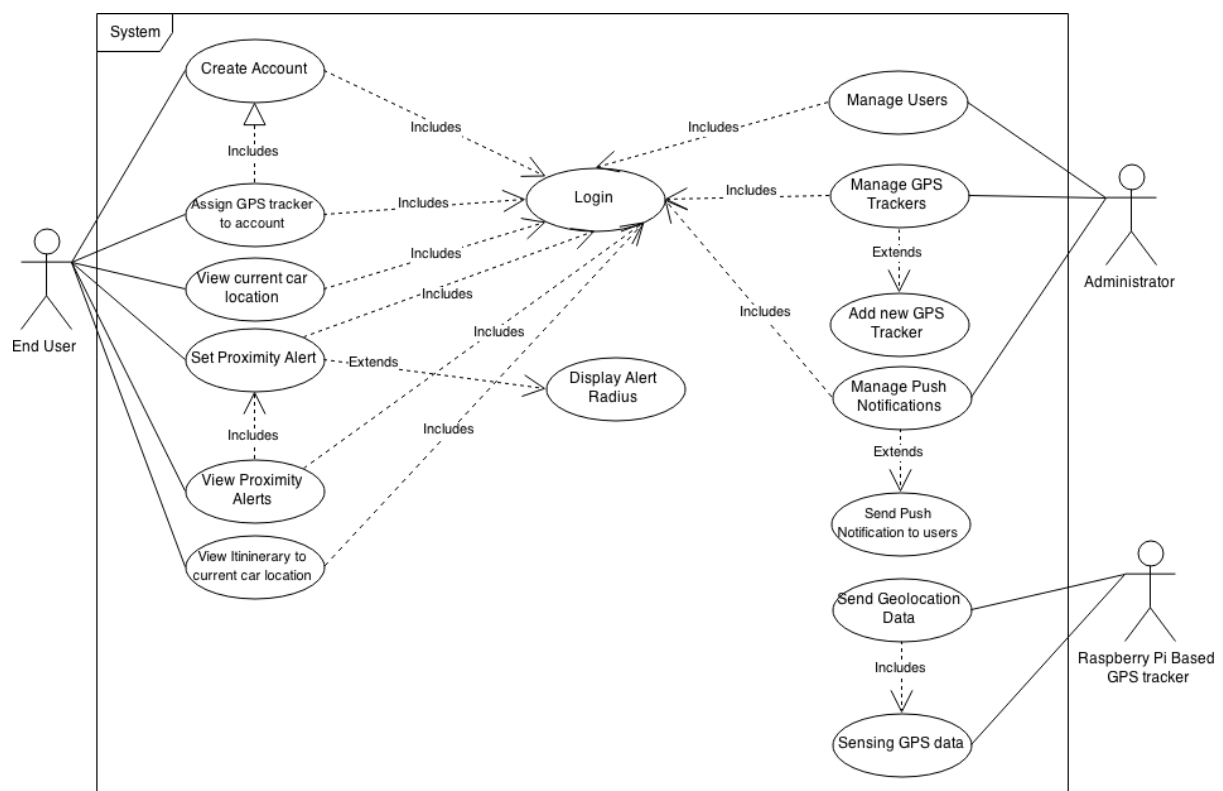 System
Create Account
Includes
Manage Users
Includes
Includes
Assign GPS tracker
to account
Includes
Login
Includes
Manage GPS
Trackers
Administrator
End User
View current car
location
Includes
Includes
Extends
Add new GPS
Tracker
Set Proximity Alert
Extends
Includes
Includes
Display Alert
Radius
Manage Push
Notifications
Includes
Includes
Extends
View Proximity
Alerts
Send Push
Notification to users
View Itininerary to
current car location
Send Geolocation
Data
Includes
Raspberry Pi Based
GPS tracker
Sensing GPS data